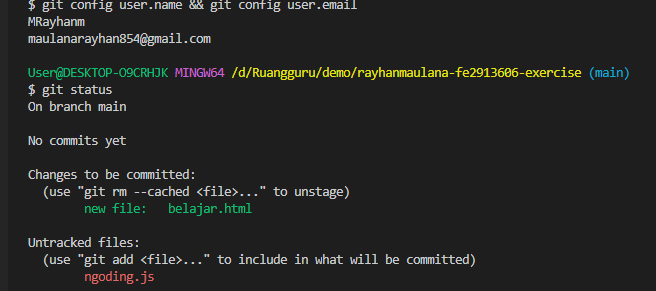 $ git config user.name && git config user.email
MRayhanm
maulanarayhan854@gmail.com
User@DESKTOP-O9CRHJK MINGW64 /d/Ruangguru/demo/rayhanmaulana-fe2913606-exercise (main)
$ git status
On branch main
No commits yet
Changes to be committed:
  (use "git rm --cached <file>..." to unstage)
        new file:   belajar.html
Untracked files:
  (use "git add <file>..." to include in what will be committed)
        ngoding.js